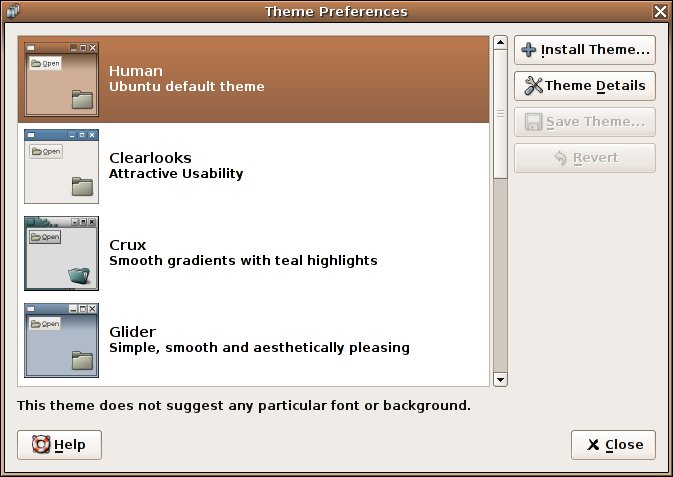 Theme Preferences
Open
Human
Ubuntu default theme
Open
Clearlooks
Attractive Usability
Open
Crux
Smooth gradients with teal highlights
Open
Glider
Simple, smooth and aesthetically pleasing
Install Theme...
Theme Details
Save Theme...
Revert
This theme does not suggest any particular font or background.
Help
Close